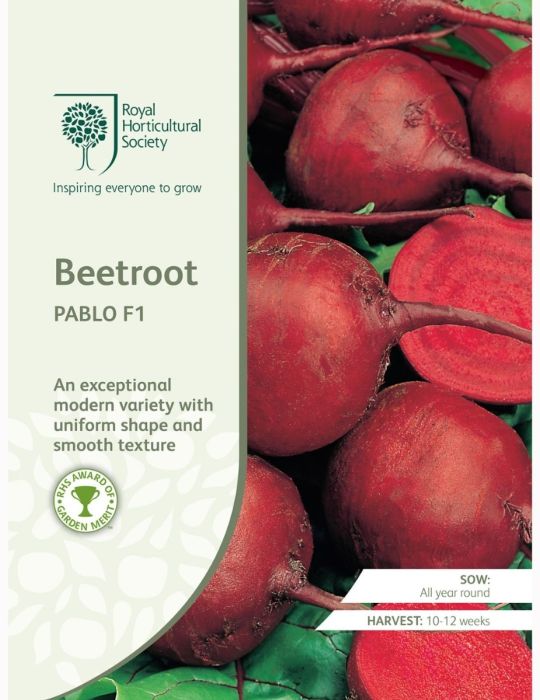 Royal
Horticultural
Society
Inspiring everyone to grow
Beetroot
PABLO F1
An exceptional
modern variety with
uniform shape and
smooth texture
RHS AWARD OF
GARDEN MERIT
SOW:
All year round
HARVEST: 10-12 weeks